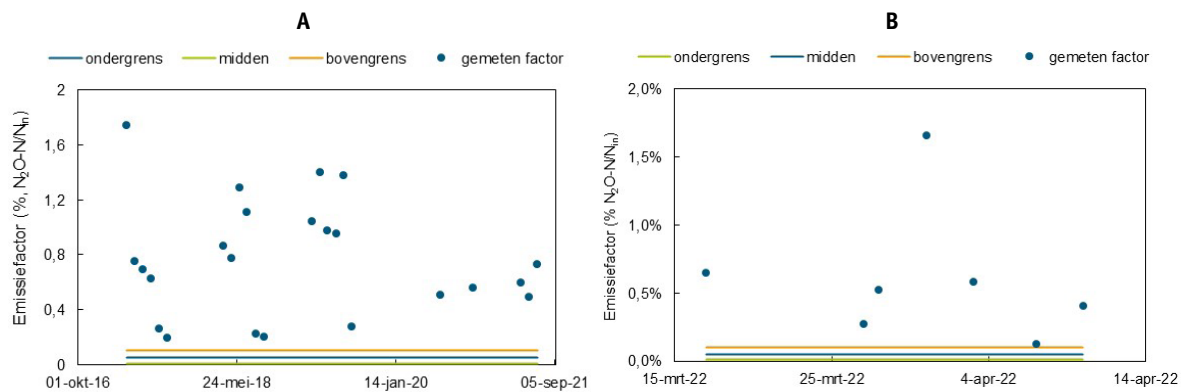 A
ondergrens midden bovengrens gemeten factor
Emissiefactor (%, N₂O-N/Nᵢₙ)
2
1,6
1,2
0,8
0,4
0
01-okt-16 24-mei-18 14-jan-20 05-sep-21
B
ondergrens midden bovengrens gemeten factor
Emissiefactor (% N₂O-N/Nᵢₙ)
2,0%
1,5%
1,0%
0,5%
0,0%
15-mrt-22 25-mrt-22 4-apr-22 14-apr-22